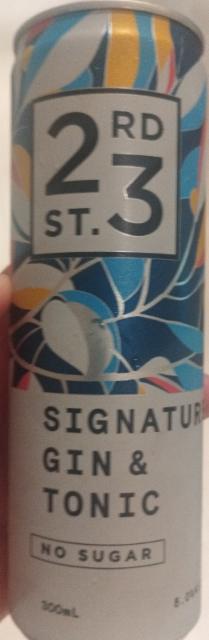 23RD
ST.
SIGNATUR
GIN &
TONIC
NO SUGAR
300mL